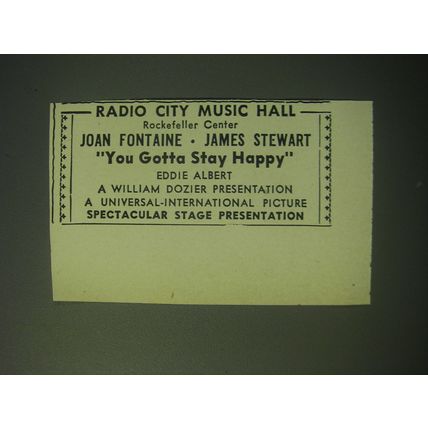 RADIO CITY MUSIC HALL
Rockefeller Center
JOAN FONTAINE • JAMES STEWART
"You Gotta Stay Happy"
EDDIE ALBERT
A WILLIAM DOZIER PRESENTATION
A UNIVERSAL-INTERNATIONAL PICTURE
SPECTACULAR STAGE PRESENTATION